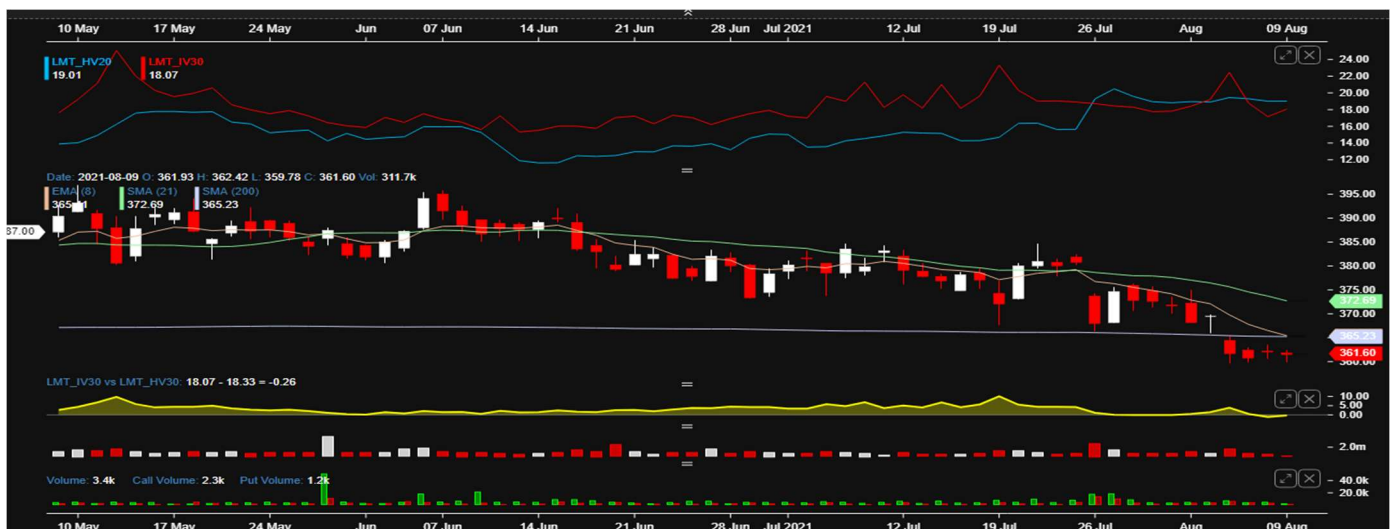 10 May 17 May 24 May Jun 07 Jun 14 Jun 21 Jun 28 Jun Jul 2021 12 Jul 19 Jul 26 Jul Aug 09 Aug
LMT_HV20 LMT_IV30
19.01 18.07
24.00
22.00
20.00
18.00
16.00
14.00
12.00
Date: 2021-08-09 O: 361.93 H: 362.42 L: 359.78 C: 361.60 Vol: 311.7k
EMA (8) SMA (21) SMA (200)
372.69 365.23
395.00
390.00
385.00
380.00
375.00
372.69
370.00
365.23
361.60
360.00
LMT_IV30 vs LMT_HV30: 18.07 - 18.33 = -0.26
10.00
5.00
0.00
2.0m
Volume: 3.4k Call Volume: 2.3k Put Volume: 1.2k
40.0k
20.0k
10 May 17 May 24 May Jun 07 Jun 14 Jun 21 Jun 28 Jun Jul 2021 12 Jul 19 Jul 26 Jul Aug 09 Aug